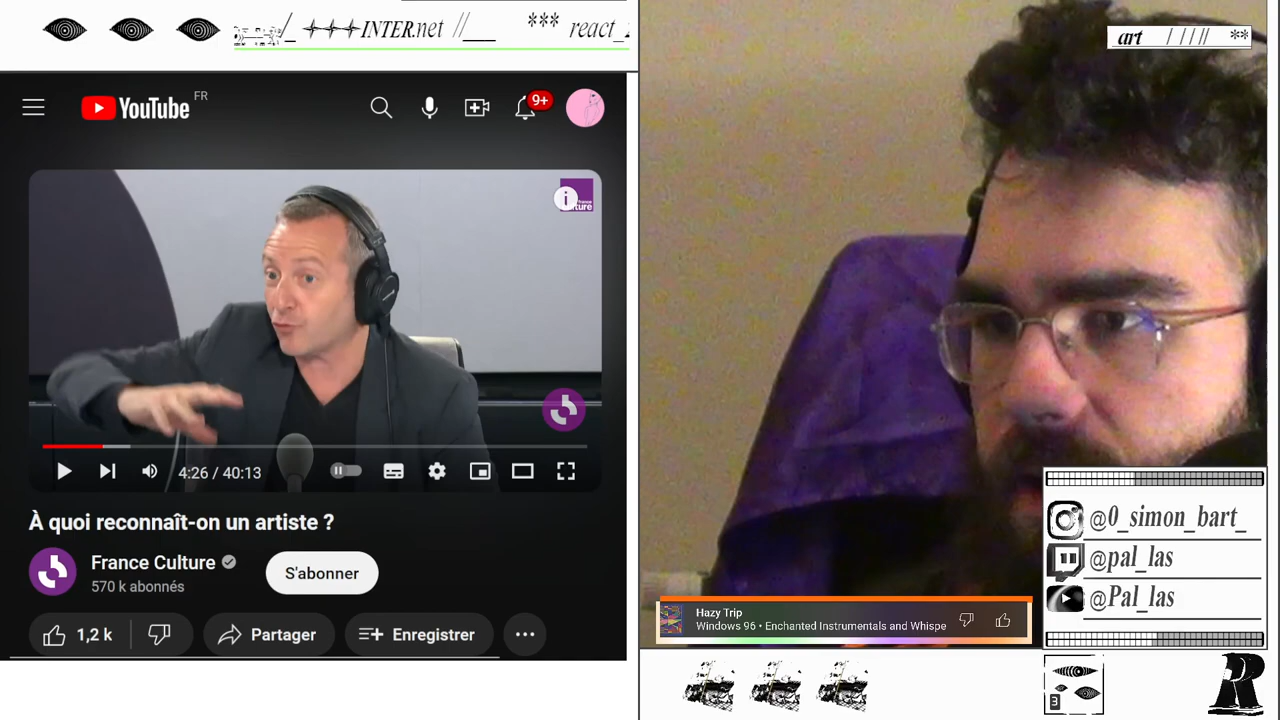 INTER.net //___
*** react_
art //// **
FR
YouTube
9+
i
4:26 / 40:13
À quoi reconnaît-on un artiste ?
France Culture
570 k abonnés
S'abonner
1,2 k
Partager
Enregistrer
@0_simon_bart_
@pal_las
@Pal_las
Hazy Trip
Windows 96 • Enchanted Instrumentals and Whispe
3
R